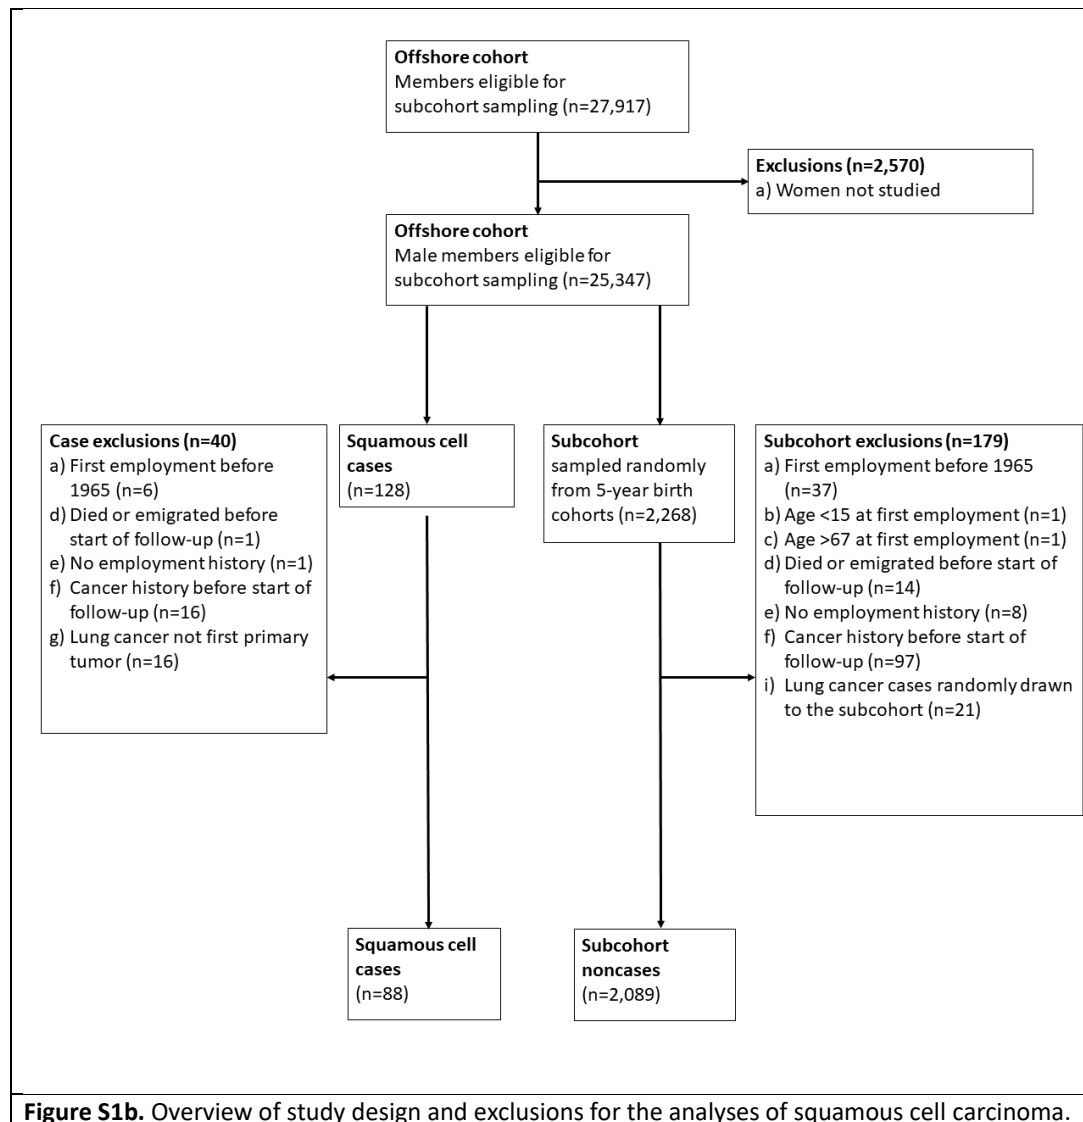 Offshore cohort
Members eligible for
subcohort sampling (n=27,917)
Exclusions (n=2,570)
a) Women not studied
Offshore cohort
Male members eligible for
subcohort sampling (n=25,347)
Case exclusions (n=40)
a) First employment before
1965 (n=6)
d) Died or emigrated before
start of follow-up (n=1)
e) No employment history (n=1)
f) Cancer history before start of
follow-up (n=16)
g) Lung cancer not first primary
tumor (n=16)
Squamous cell
cases
(n=128)
Subcohort
sampled randomly
from 5-year birth
cohorts (n=2,268)
Subcohort exclusions (n=179)
a) First employment before 1965
(n=37)
b) Age <15 at first employment (n=1)
c) Age >67 at first employment (n=1)
d) Died or emigrated before start of
follow-up (n=14)
e) No employment history (n=8)
f) Cancer history before start of
follow-up (n=97)
i) Lung cancer cases randomly drawn
to the subcohort (n=21)
Squamous cell
cases
(n=88)
Subcohort
noncases
(n=2,089)
Figure S1b. Overview of study design and exclusions for the analyses of squamous cell carcinoma.